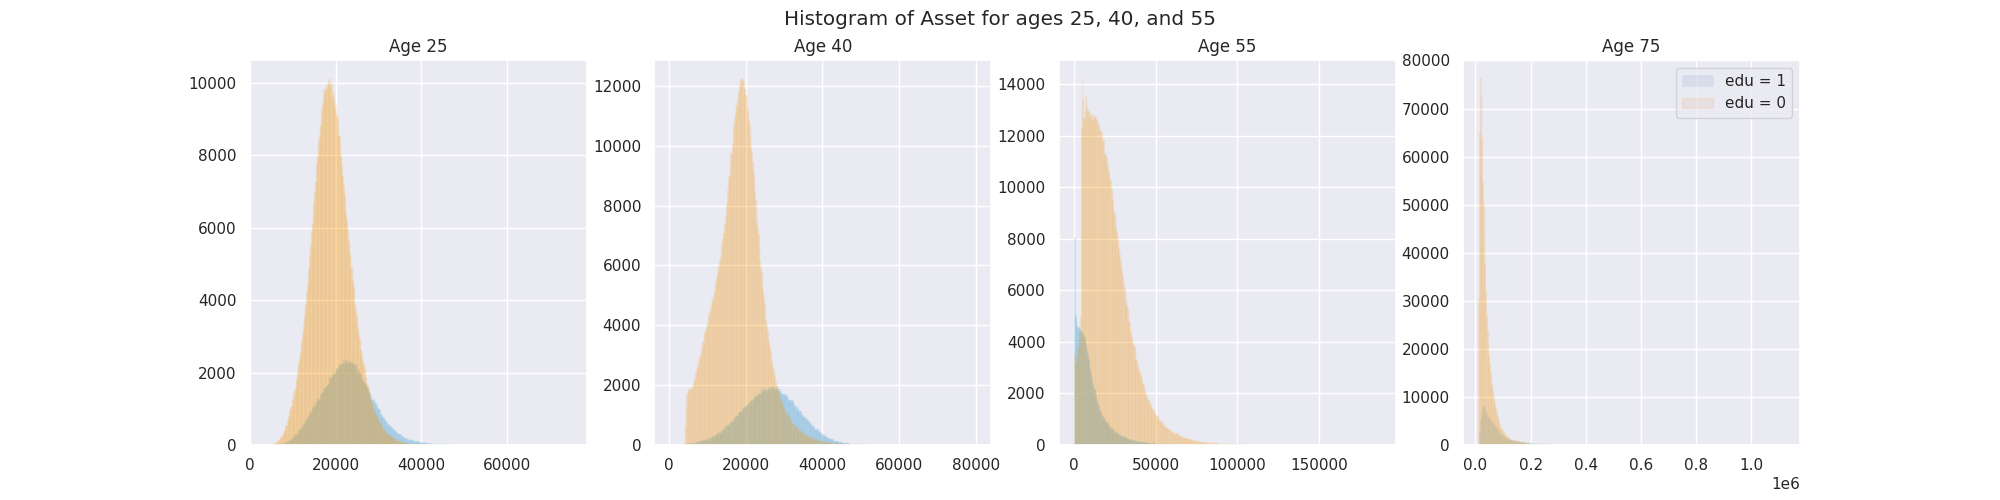 Histogram of Asset for ages 25, 40, and 55
Age 25
10000
8000
6000
4000
2000
0
0 20000 40000 60000
Age 40
12000
10000
8000
6000
4000
2000
0
0 20000 40000 60000 80000
Age 55
14000
12000
10000
8000
6000
4000
2000
0
0 50000 100000 150000
Age 75
80000
70000
60000
50000
40000
30000
20000
10000
0
0.0 0.2 0.4 0.6 0.8 1.0
1e6
edu = 1
edu = 0